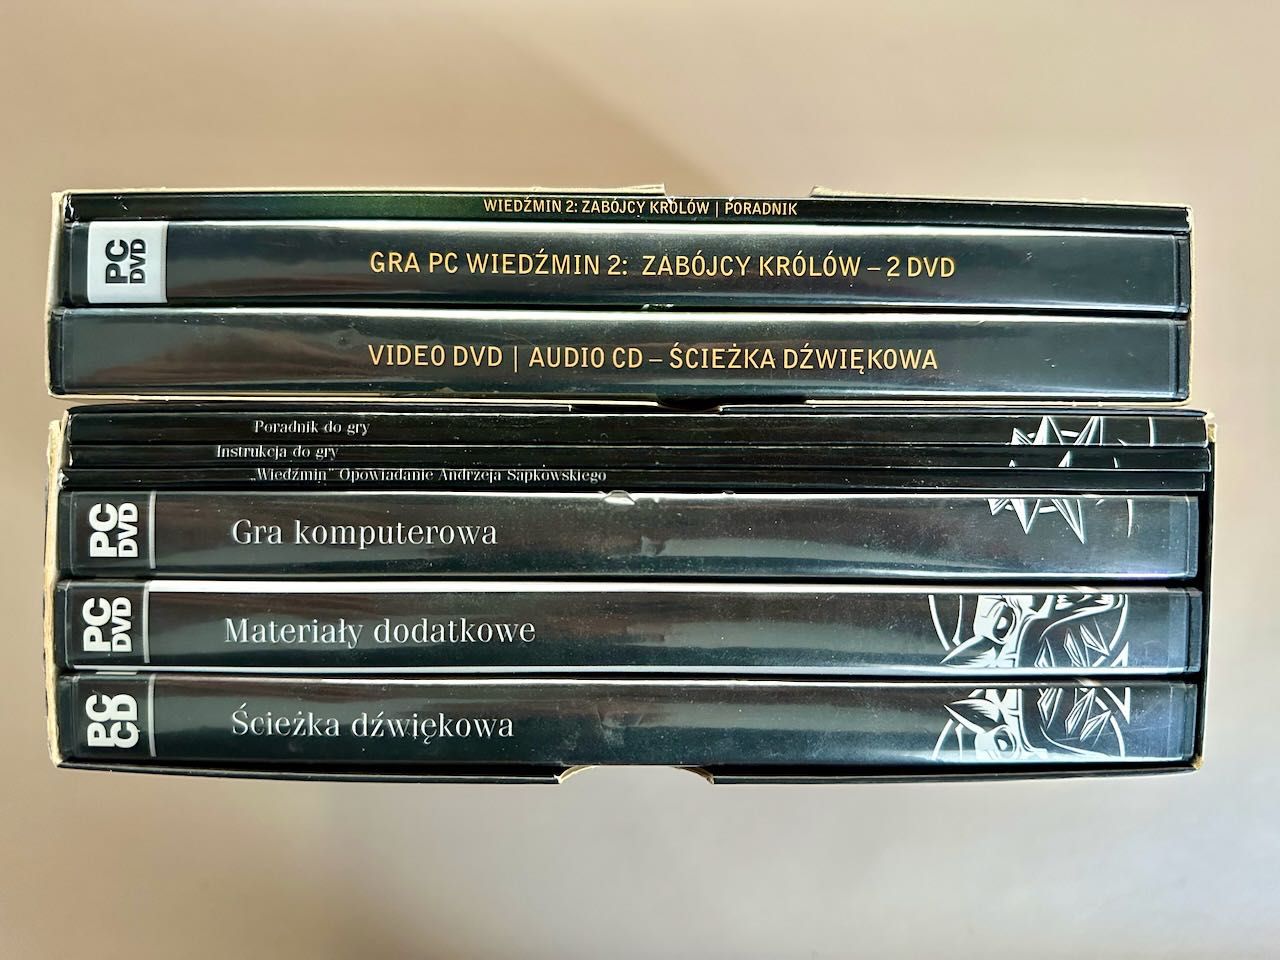 WIEDŹMIN 2: ZABÓJCY KRÓLÓW | PORADNIK
PC DVD
GRA PC WIEDŹMIN 2: ZABÓJCY KRÓLÓW – 2 DVD
VIDEO DVD | AUDIO CD – ŚCIEŻKA DŹWIĘKOWA
Poradnik do gry
Instrukcja do gry
„Wiedźmin” Opowiadanie Andrzeja Sapkowskiego
PC DVD
Gra komputerowa
PC DVD
Materiały dodatkowe
PC CD
Ścieżka dźwiękowa